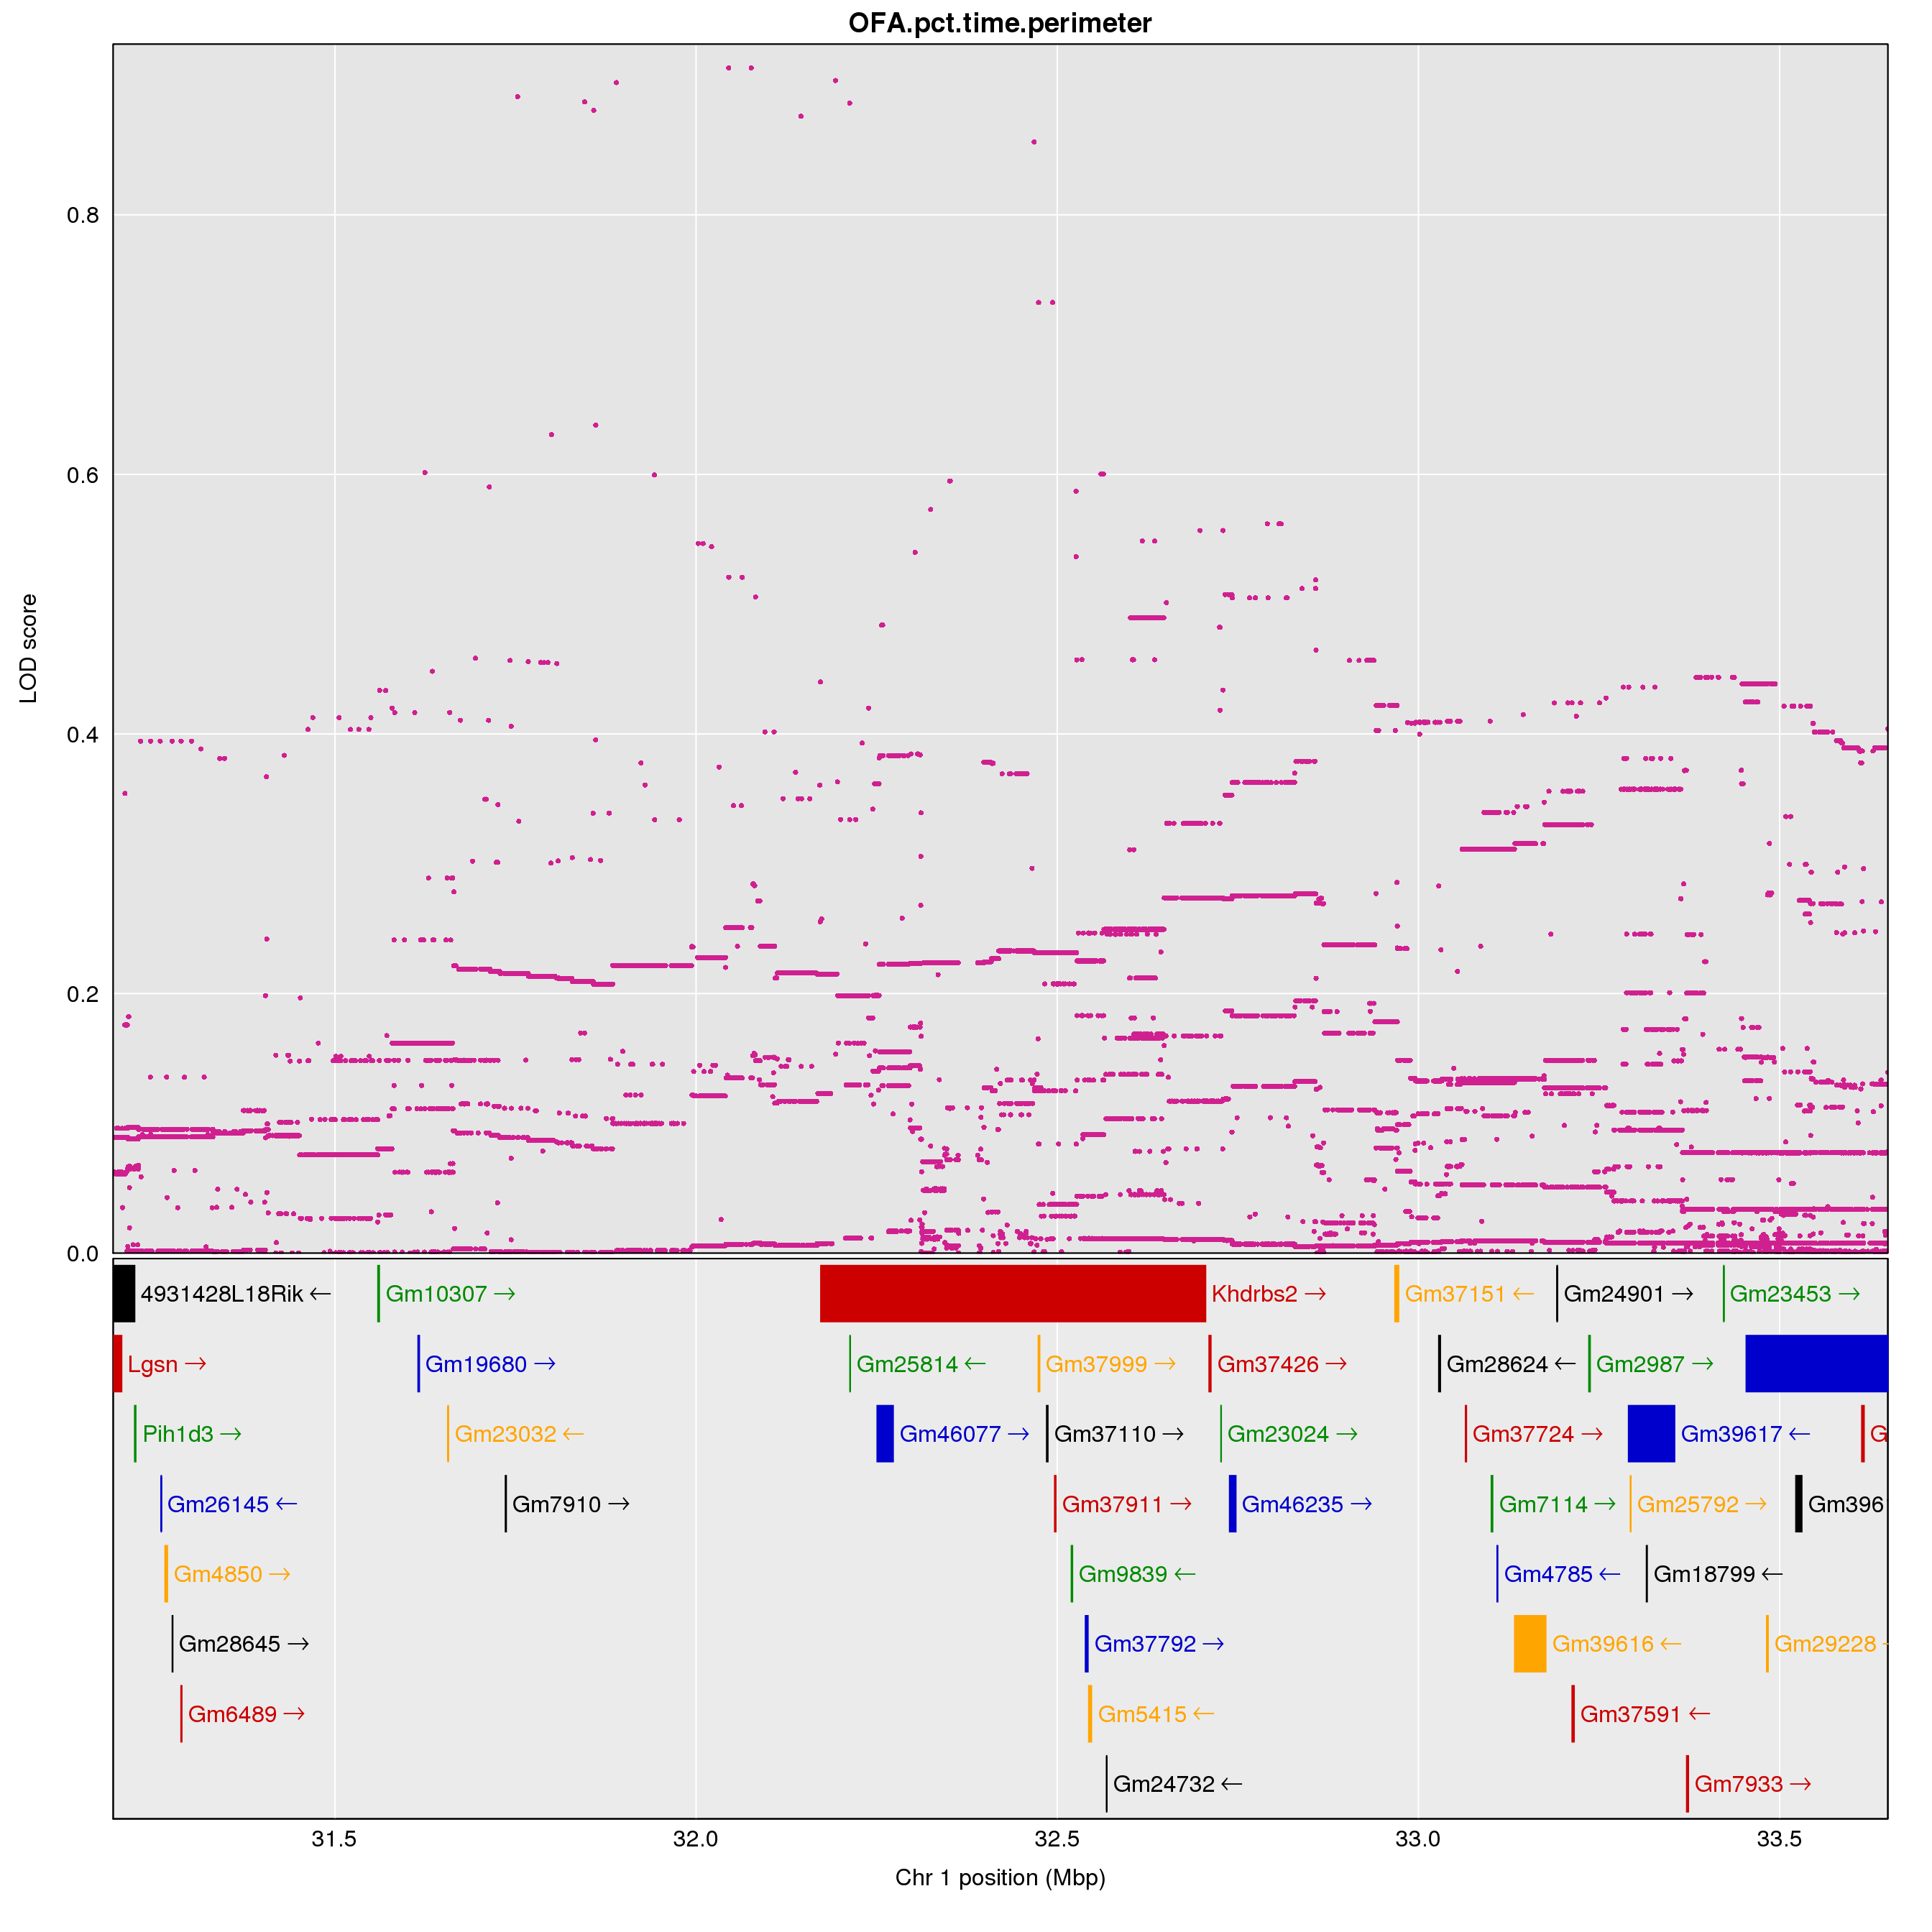 OFA.pct.time.perimeter
LOD score
0.8
0.6
0.4
0.2
0.0
4931428L18Rik ← Gm10307 → Khdrbs2 → Gm37151 ← Gm24901 → Gm23453 →
Lgsn → Gm19680 → Gm25814 ← Gm37999 → Gm37426 → Gm28624 ← Gm2987 →
Pih1d3 → Gm23032 ← Gm46077 → Gm37110 → Gm23024 → Gm37724 → Gm39617 ← G
Gm26145 ← Gm7910 → Gm37911 → Gm46235 → Gm7114 → Gm25792 → Gm396
Gm4850 → Gm9839 ← Gm4785 ← Gm18799 ←
Gm28645 → Gm37792 → Gm39616 ← Gm29228
Gm6489 → Gm5415 ← Gm37591 ←
Gm24732 ← Gm7933 →
31.5 32.0 32.5 33.0 33.5
Chr 1 position (Mbp)